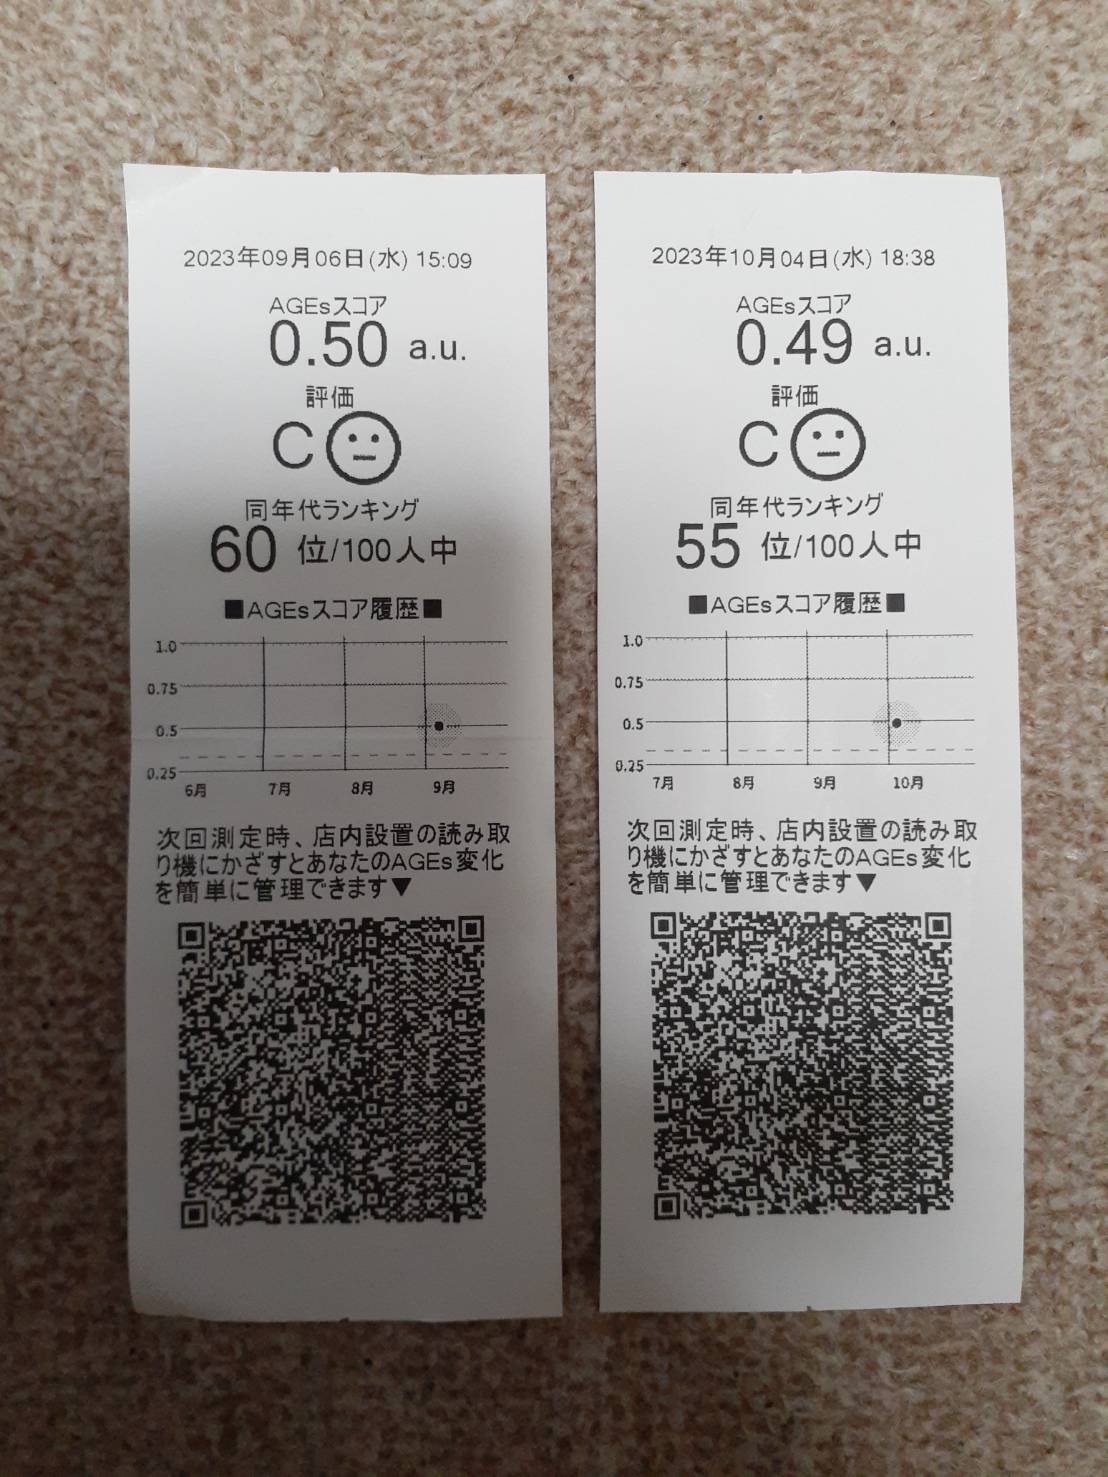 2023年09月06日(水) 15:09
AGEsスコア
0.50 a.u.
評価
C
同年代ランキング
60 位/100人中
■AGEsスコア履歴■
1.0
0.75
0.5
0.25
6月 7月 8月 9月
次回測定時、店内設置の読み取
り機にかざすとあなたのAGEs変化
を簡単に管理できます▼
2023年10月04日(水) 18:38
AGEsスコア
0.49 a.u.
評価
C
同年代ランキング
55 位/100人中
■AGEsスコア履歴■
1.0
0.75
0.5
0.25
7月 8月 9月 10月
次回測定時、店内設置の読み取
り機にかざすとあなたのAGEs変化
を簡単に管理できます▼